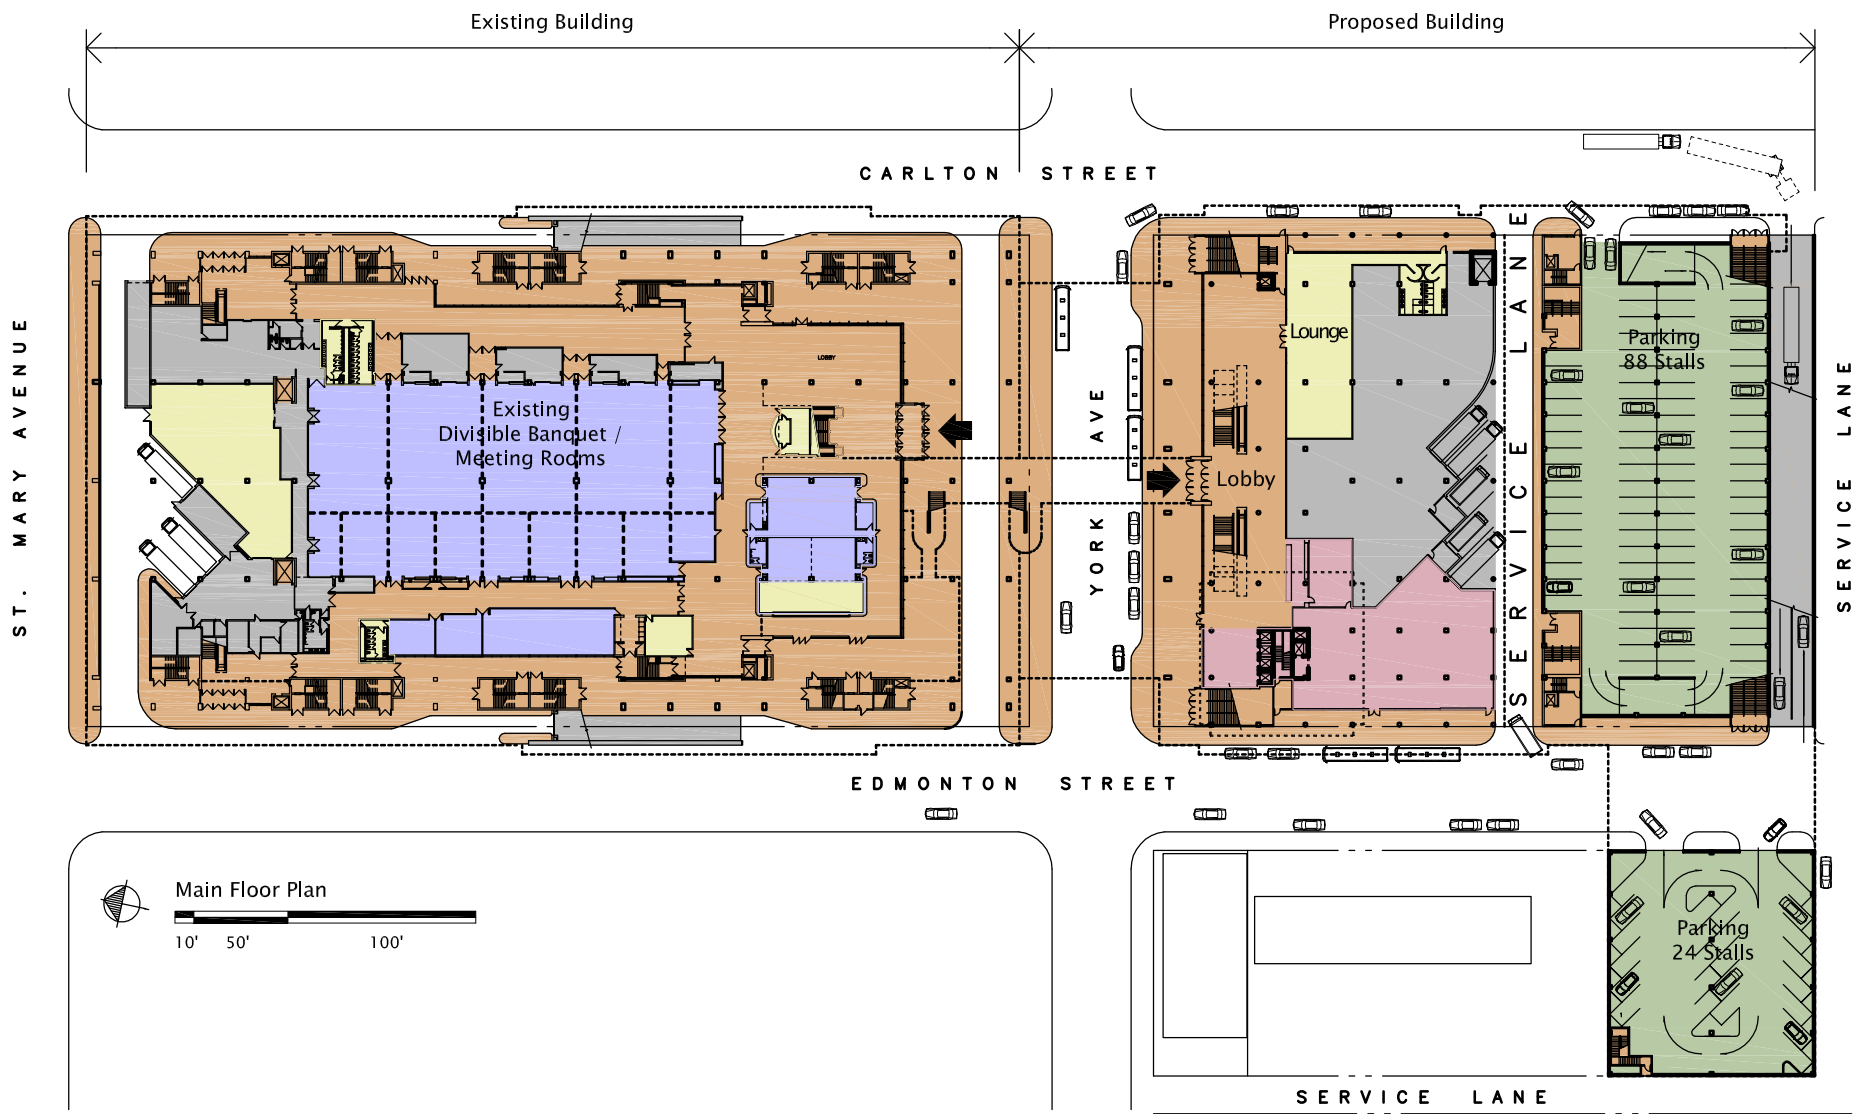 Existing Building
Proposed Building
CARLTON STREET
ST. MARY AVENUE
LOBBY
Existing
Divisible Banquet /
Meeting Rooms
YORK AVE
Lounge
Lobby
SERVICE LANE
Parking
88 Stalls
SERVICE LANE
EDMONTON STREET
Main Floor Plan
10' 50' 100'
Parking
24 Stalls
SERVICE LANE